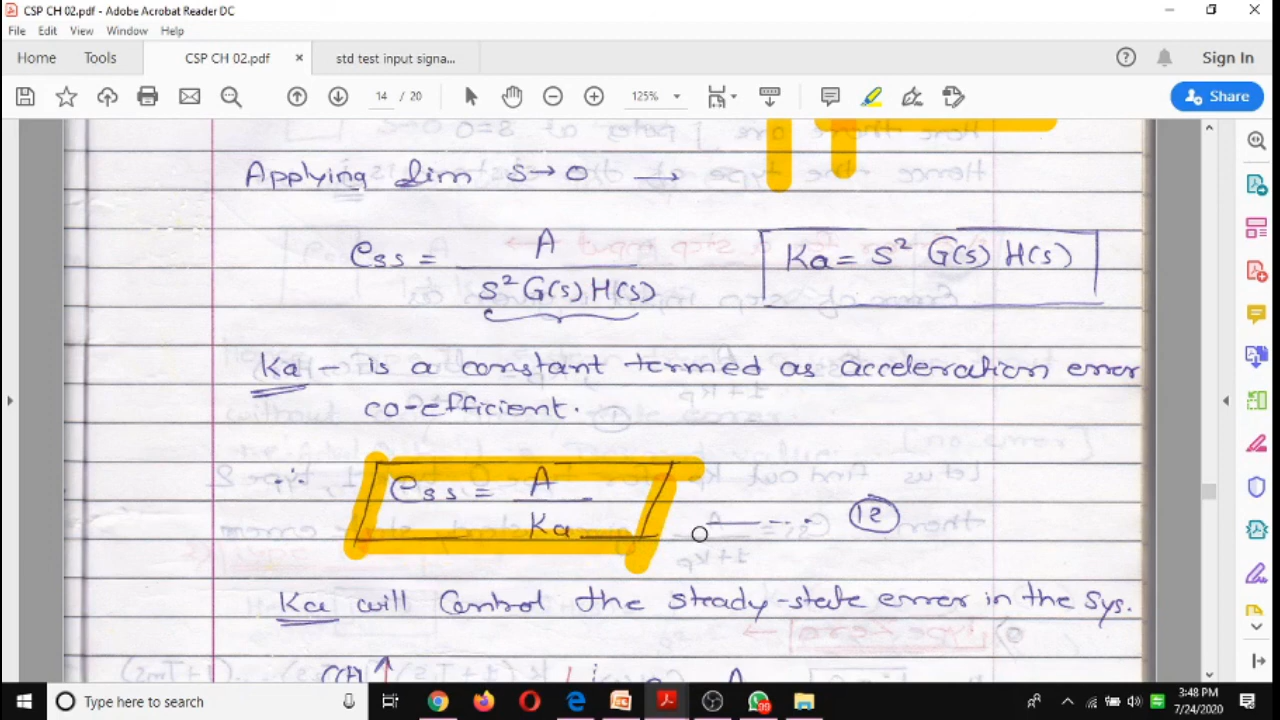 CSP CH 02.pdf - Adobe Acrobat Reader DC
File Edit View Window Help
Home Tools CSP CH 02.pdf × std test input signa... Sign In
14 / 20 125% Share
Applying lim s→0 →
ess = A / s² G(s) H(s)
Ka = s² G(s) H(s)
Ka – is a constant termed as acceleration error
co-efficient.
∴ ess = A / Ka ---- 12
Ka will Control the steady-state error in the sys.
Type here to search
99
3:48 PM
7/24/2020